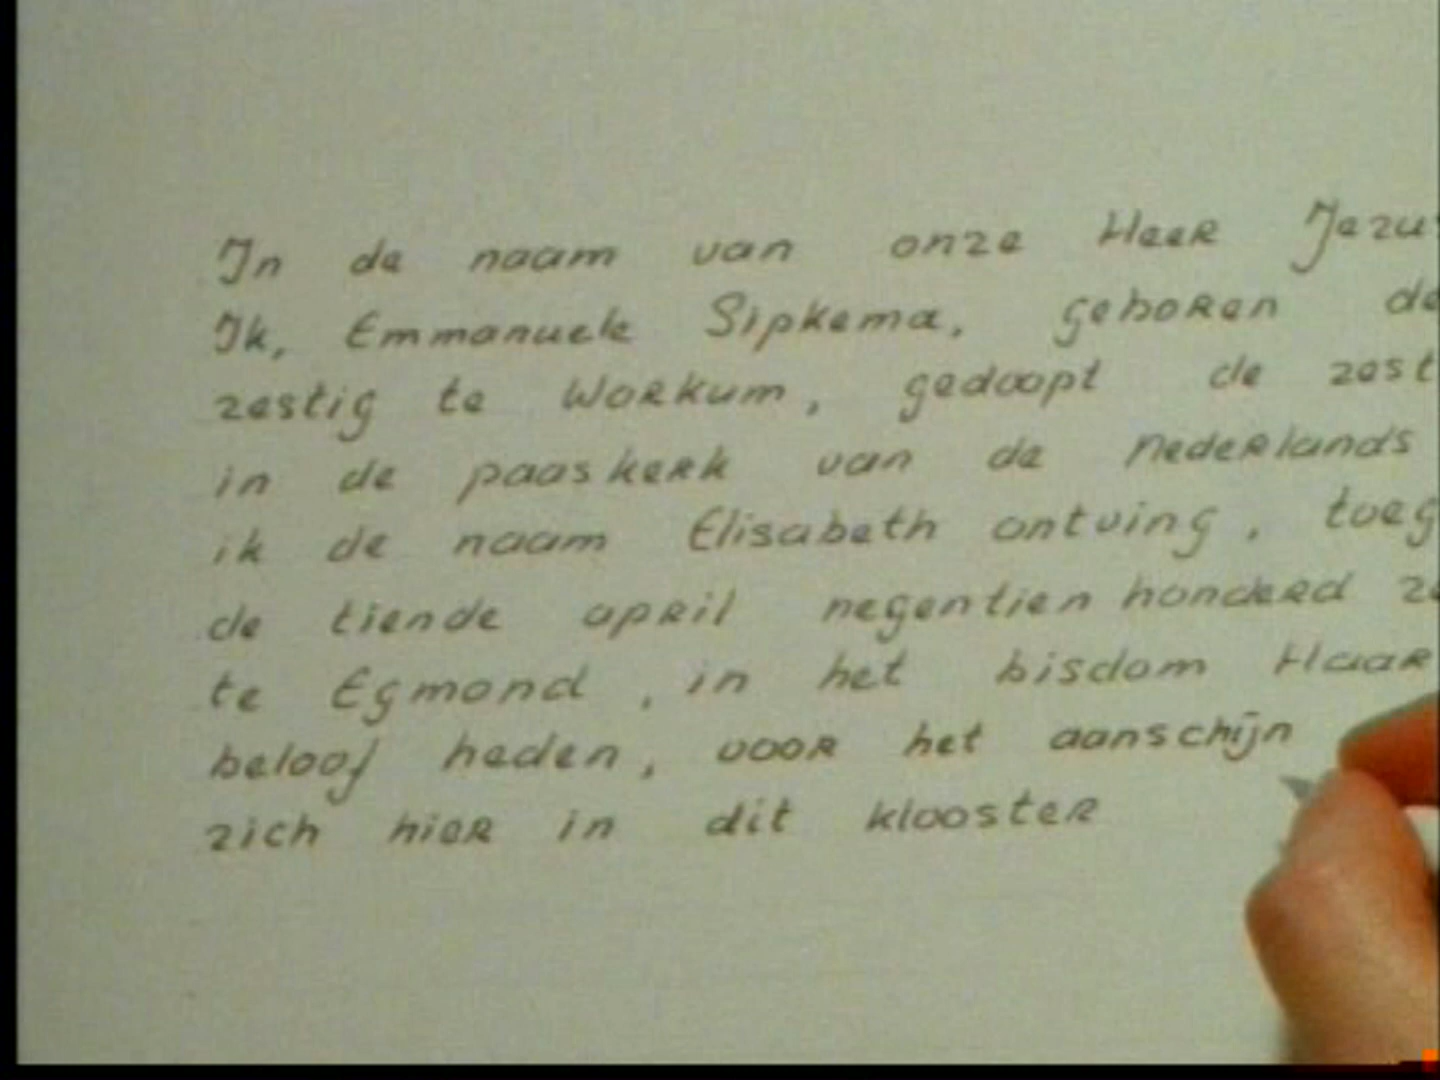 In de naam van onze Heer Jezu
Ik, Emmanuele Sipkema, geboren de
zestig te Workum, gedoopt de zest
in de paaskerk van de nederlands
ik de naam Elisabeth ontving, toeg
de tiende april negentien honderd ze
te Egmond, in het bisdom Haar
beloof heden, voor het aanschijn
zich hier in dit klooster